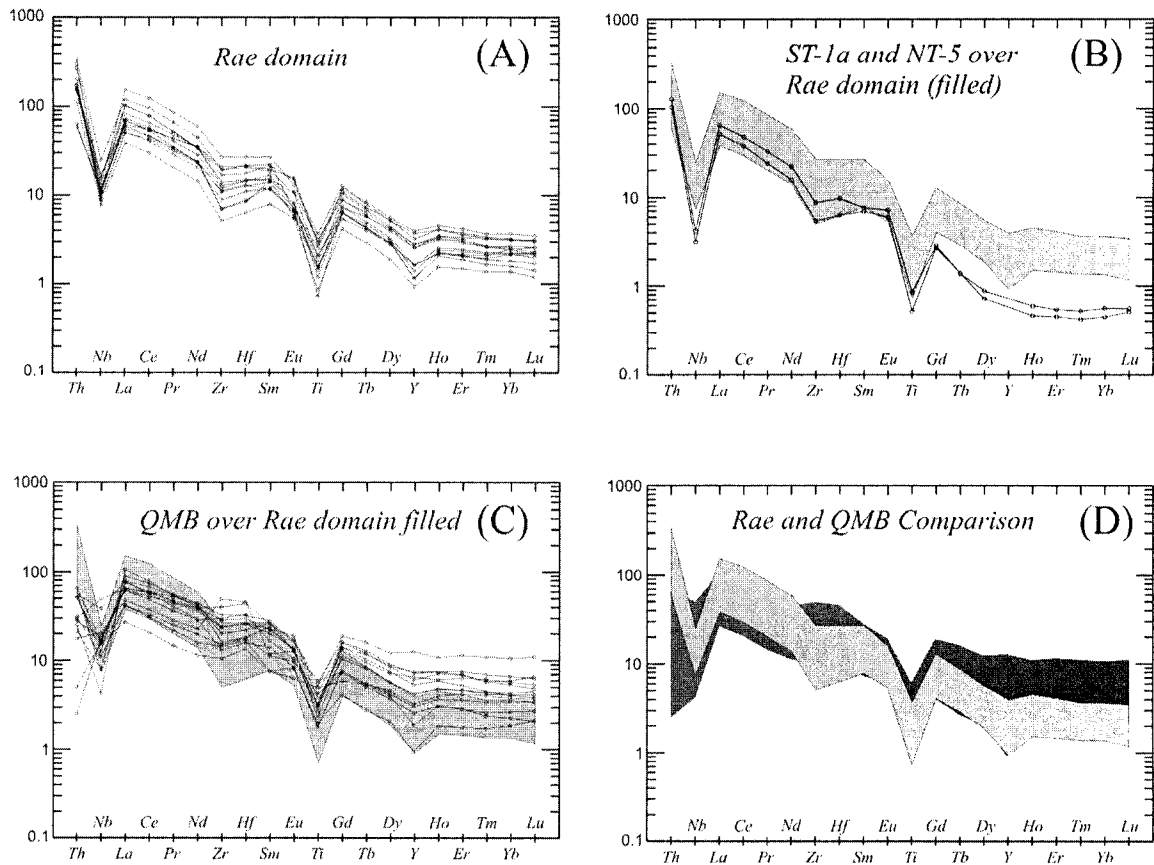 1000
100
10
1
0.1
Rae domain
(A)
Nb Ce Nd Hf Eu Gd Dy Ho Tm Lu
Th La Pr Zr Sm Ti Tb Y Er Yb
1000
100
10
1
0.1
ST-1a and NT-5 over
Rae domain (filled)
(B)
Nb Ce Nd Hf Eu Gd Dy Ho Tm Lu
Th La Pr Zr Sm Ti Tb Y Er Yb
1000
100
10
1
0.1
QMB over Rae domain filled
(C)
Nb Ce Nd Hf Eu Gd Dy Ho Tm Lu
Th La Pr Zr Sm Ti Tb Y Er Yb
1000
100
10
1
0.1
Rae and QMB Comparison
(D)
Nb Ce Nd Hf Eu Gd Dy Ho Tm Lu
Th La Pr Zr Sm Ti Tb Y Er Yb